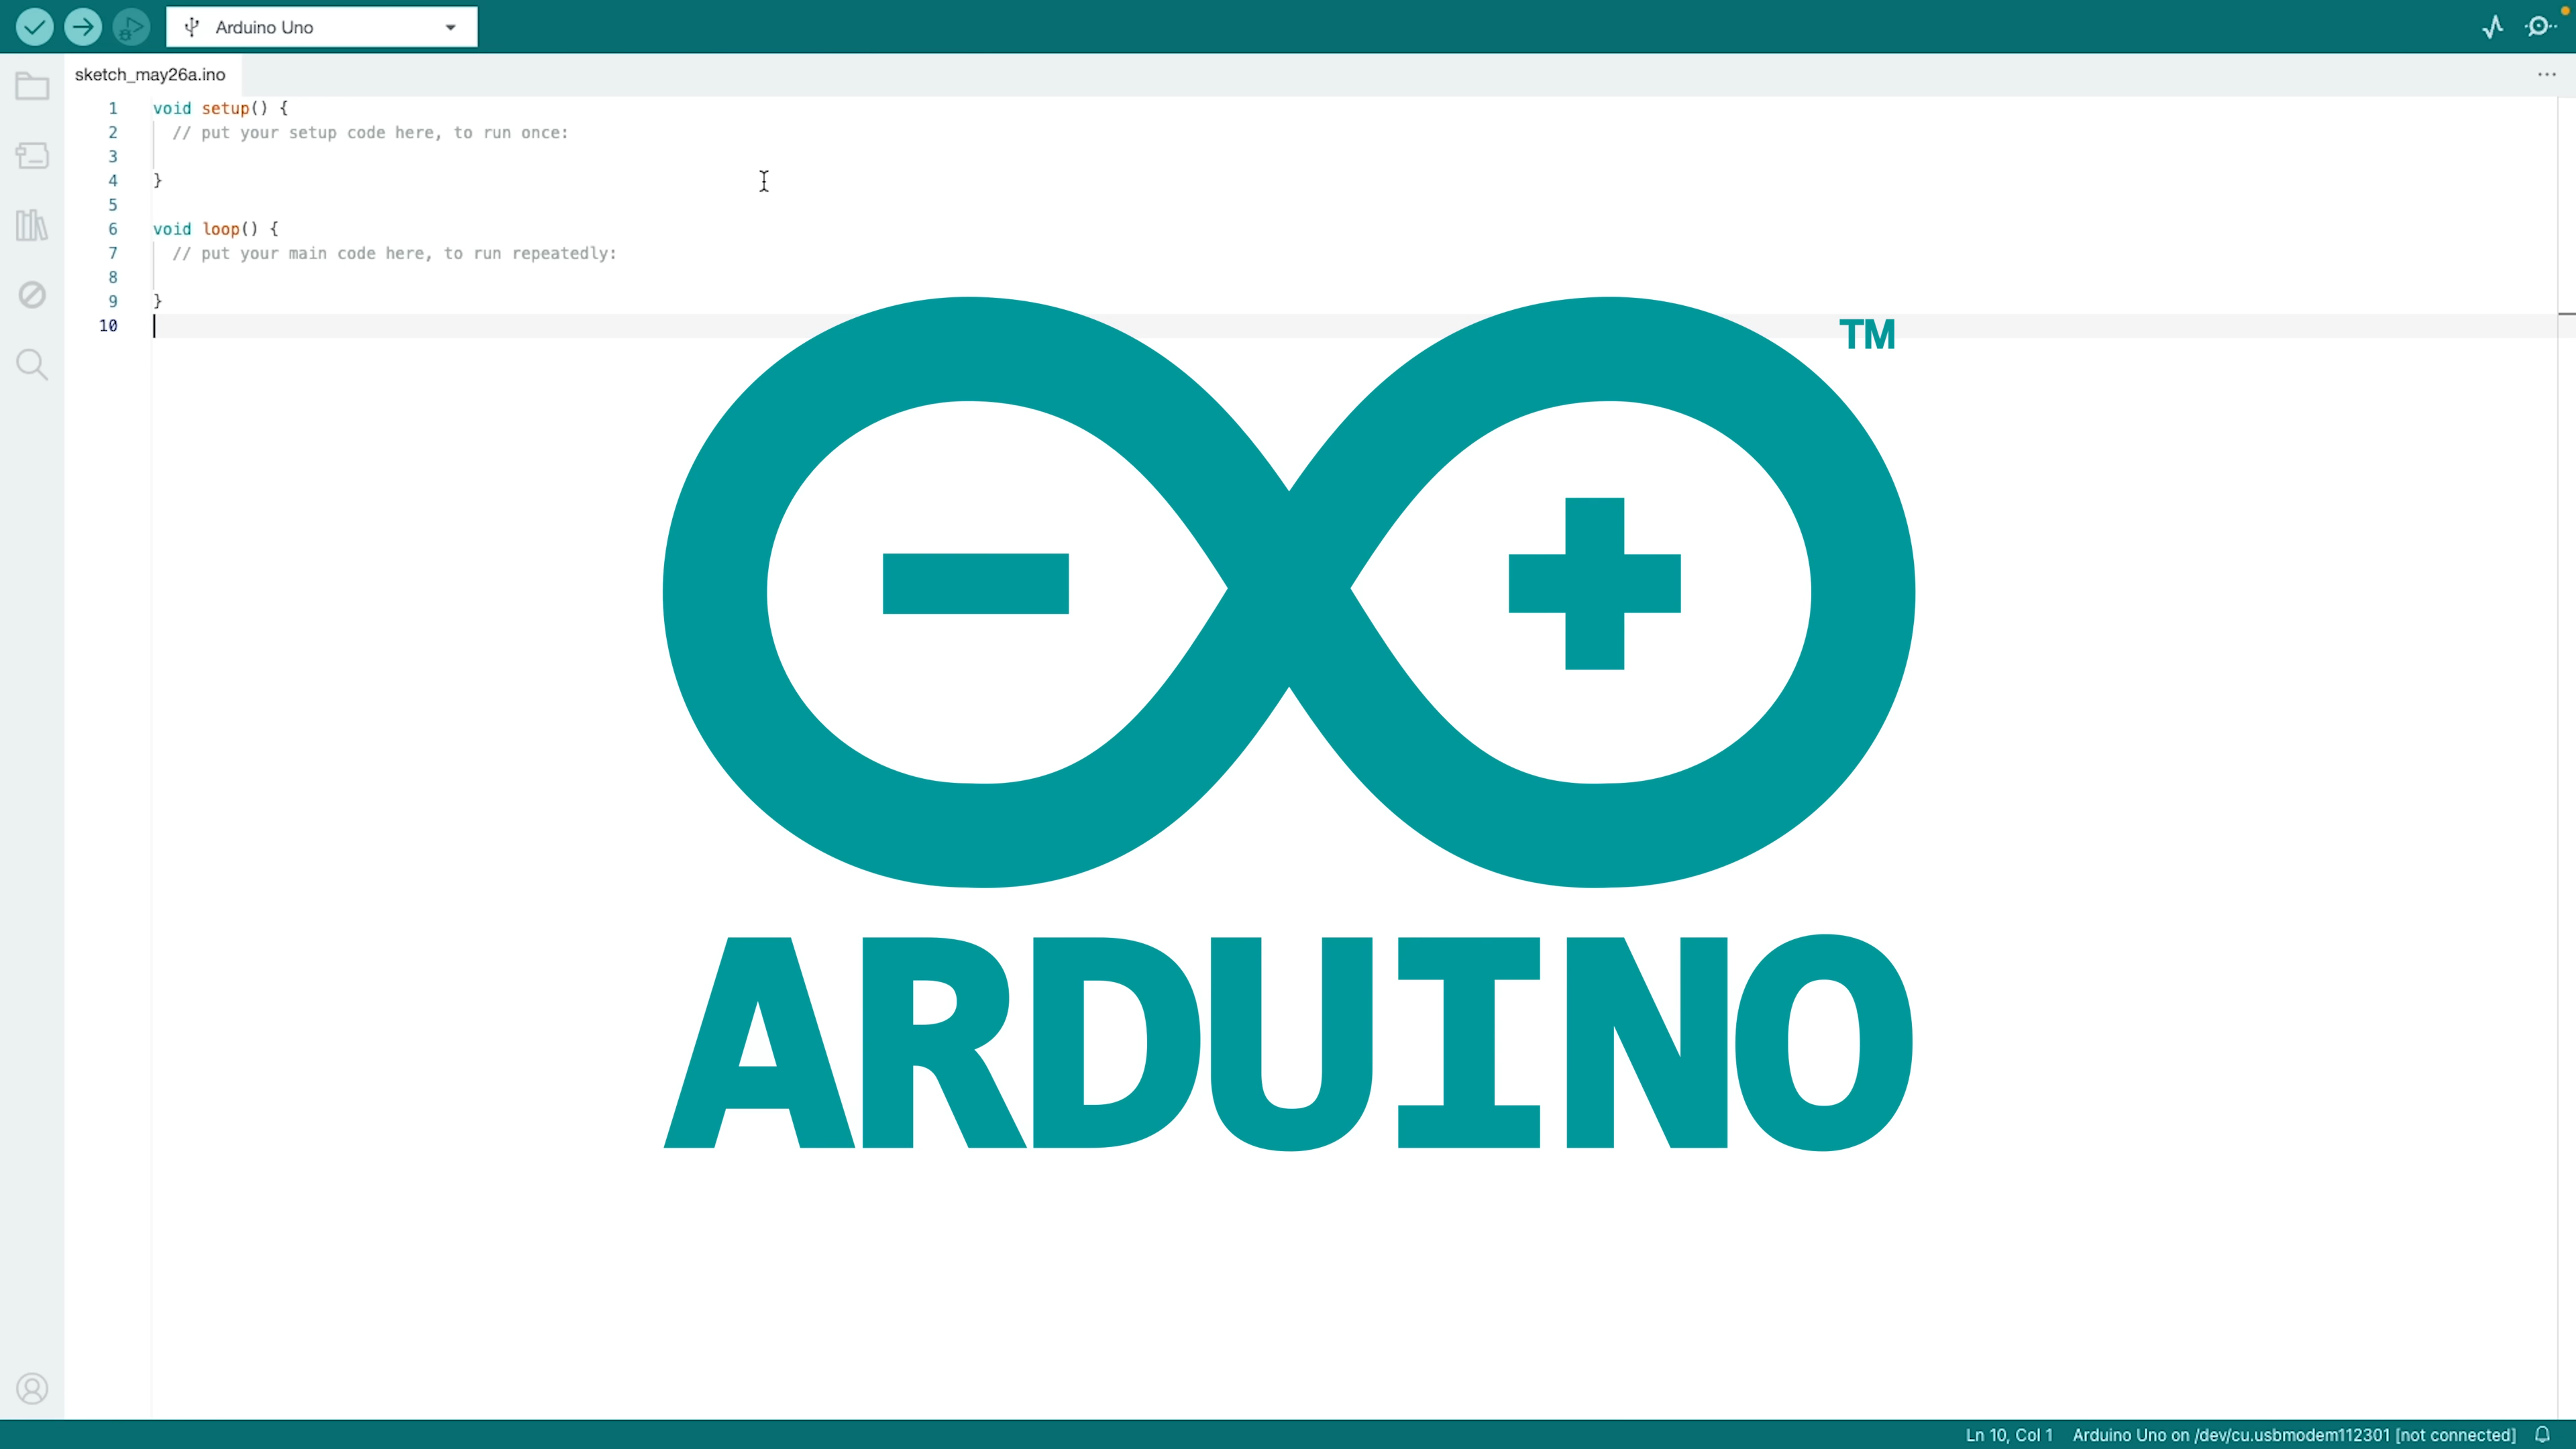 Arduino Uno
sketch_may26a.ino
1 void setup() {
2 // put your setup code here, to run once:
3
4 }
5
6 void loop() {
7 // put your main code here, to run repeatedly:
8
9 }
10
TM
ARDUINO
Ln 10, Col 1 Arduino Uno on /dev/cu.usbmodem112301 [not connected]